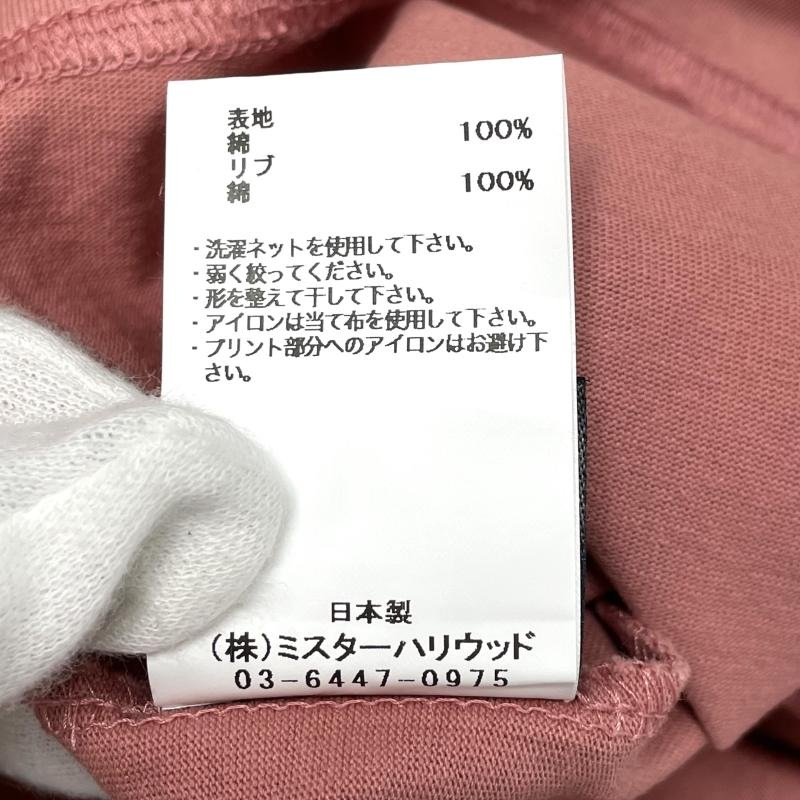 表地
綿 100%
リブ
綿 100%
・洗濯ネットを使用して下さい。
・弱く絞ってください。
・形を整えて干して下さい。
・アイロンは当て布を使用して下さい。
・プリント部分へのアイロンはお避け下
さい。
日本製
(株)ミスターハリウッド
03-6447-0975